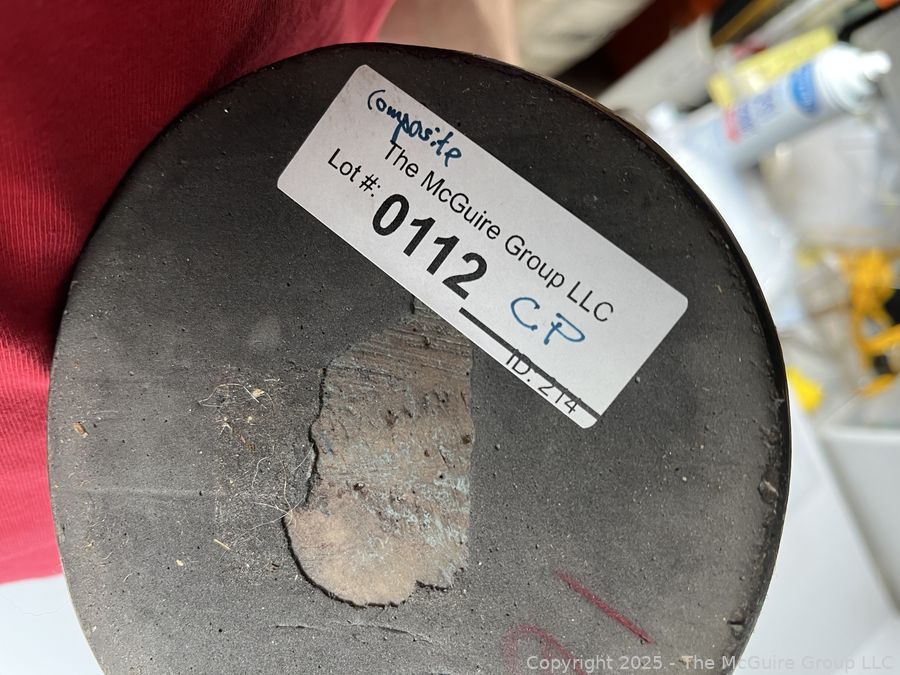 composite
The McGuire Group LLC
Lot #:
0112
CP
ID: 214
Copyright 2025 - The McGuire Group LLC